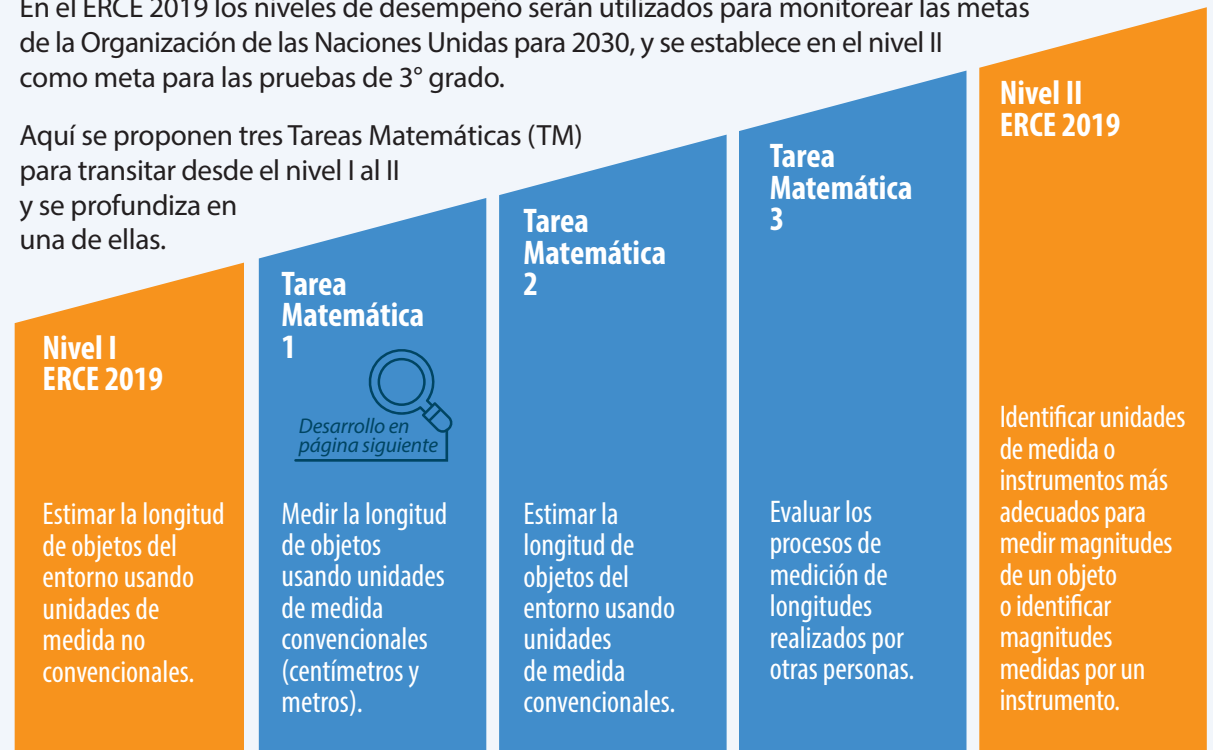 En el ERCE 2019 los niveles de desempeño serán utilizados para monitorear las metas
de la Organización de las Naciones Unidas para 2030, y se establece en el nivel II
como meta para las pruebas de 3° grado.
Aquí se proponen tres Tareas Matemáticas (TM)
para transitar desde el nivel I al II
y se profundiza en
una de ellas.
Nivel I
ERCE 2019
Estimar la longitud
de objetos del
entorno usando
unidades de
medida no
convencionales.
Tarea
Matemática
1
Desarrollo en
página siguiente
Medir la longitud
de objetos
usando unidades
de medida
convencionales
(centímetros y
metros).
Tarea
Matemática
2
Estimar la
longitud de
objetos del
entorno usando
unidades
de medida
convencionales.
Tarea
Matemática
3
Evaluar los
procesos de
medición de
longitudes
realizados por
otras personas.
Nivel II
ERCE 2019
Identificar unidades
de medida o
instrumentos más
adecuados para
medir magnitudes
de un objeto
o identificar
magnitudes
medidas por un
instrumento.